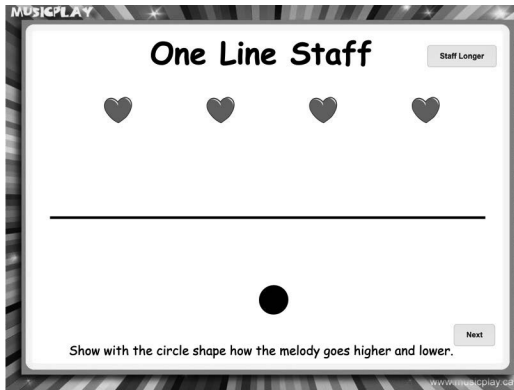 MUSICPLAY
One Line Staff
Staff Longer
Next
Show with the circle shape how the melody goes higher and lower.
www.musicplay.ca